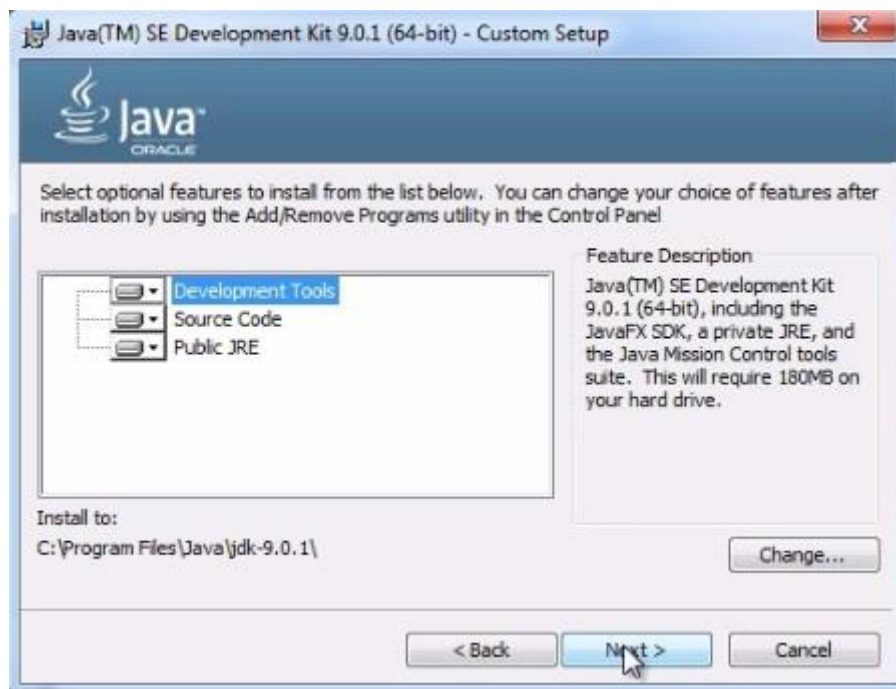 Java(TM) SE Development Kit 9.0.1 (64-bit) - Custom Setup
Java™
ORACLE
Select optional features to install from the list below. You can change your choice of features after
installation by using the Add/Remove Programs utility in the Control Panel
Development Tools
Source Code
Public JRE
Feature Description
Java(TM) SE Development Kit
9.0.1 (64-bit), including the
JavaFX SDK, a private JRE, and
the Java Mission Control tools
suite. This will require 180MB on
your hard drive.
Install to:
C:\Program Files\Java\jdk-9.0.1\
Change...
< Back
Next >
Cancel